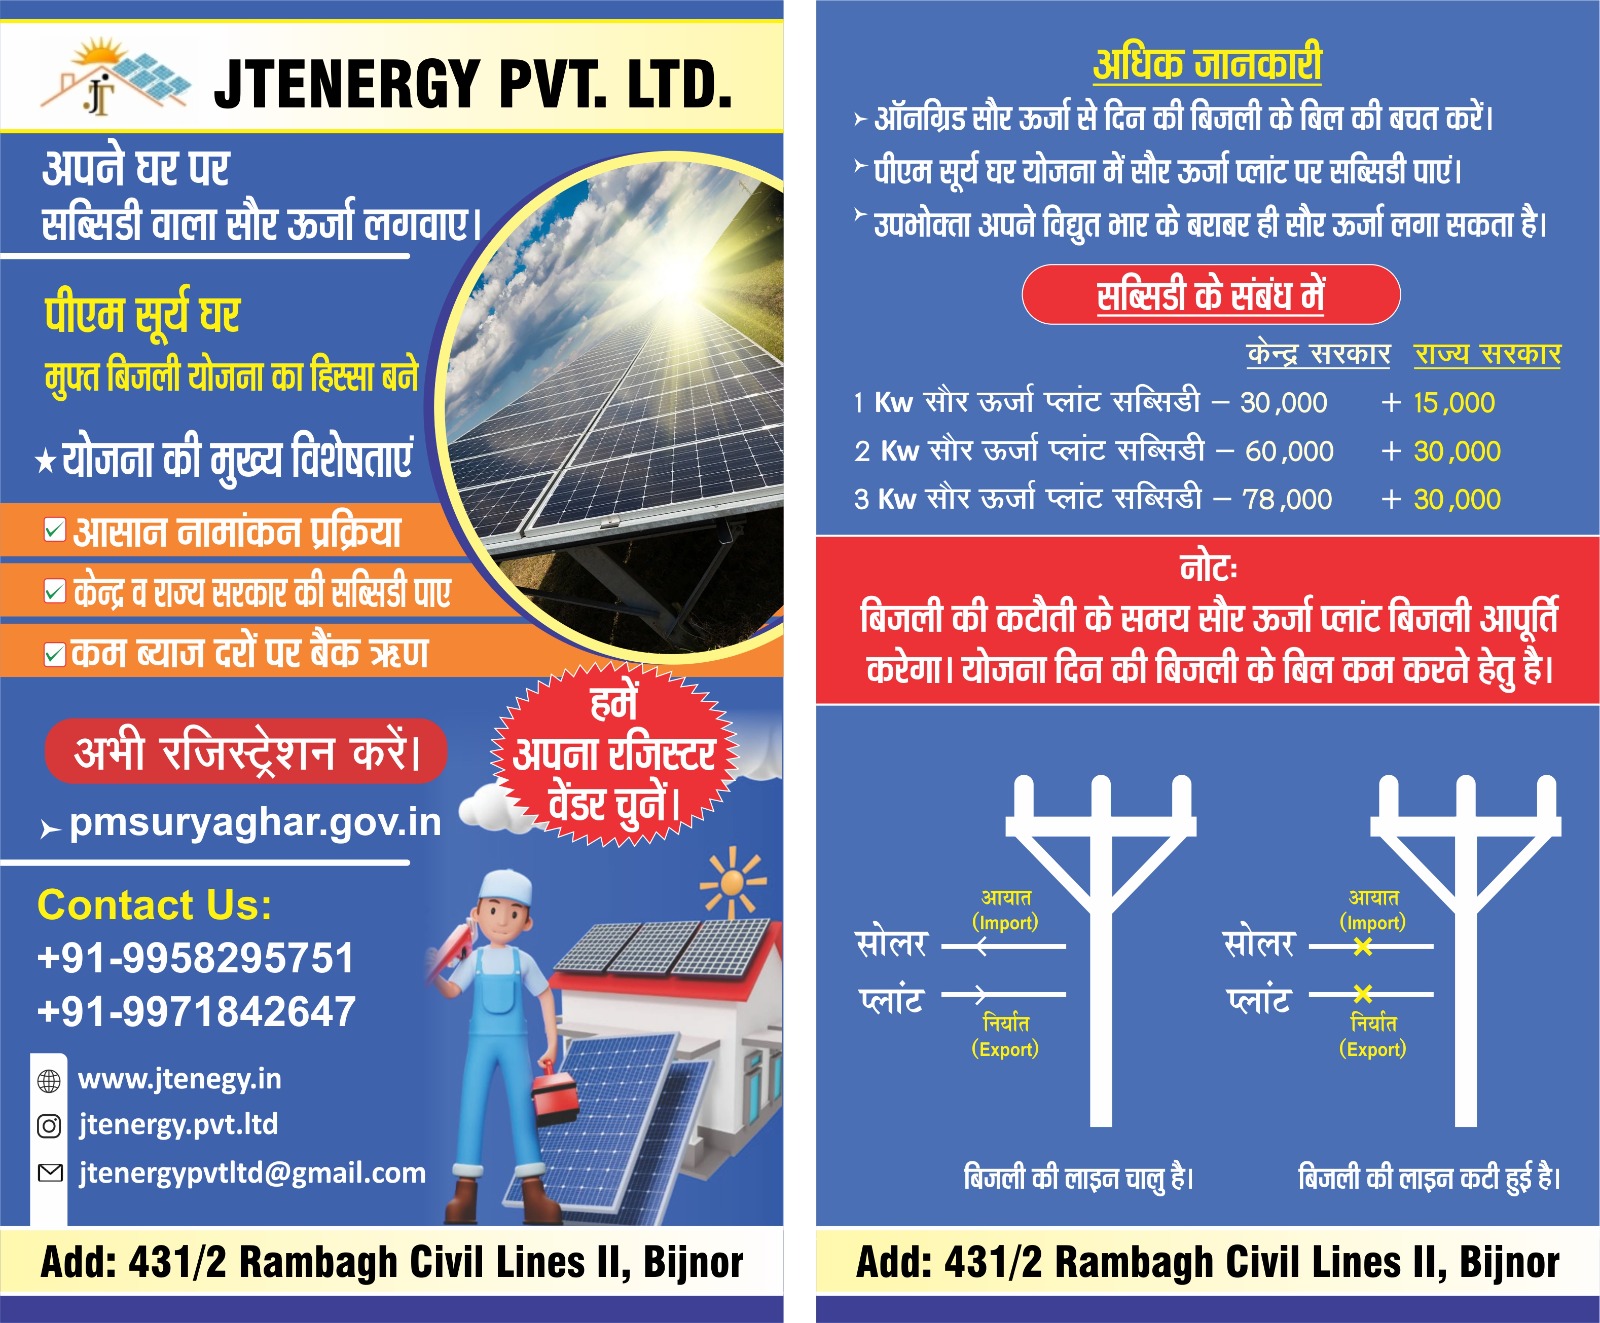 JT
JTENERGY PVT. LTD.
अपने घर पर
सब्सिडी वाला सौर ऊर्जा लगवाए।
पीएम सूर्य घर
मुफ्त बिजली योजना का हिस्सा बने
★ योजना की मुख्य विशेषताएं
आसान नामांकन प्रक्रिया
केन्द्र व राज्य सरकार की सब्सिडी पाए
कम ब्याज दरों पर बैंक ऋण
हमें
अपना रजिस्टर
वेंडर चुनें।
अभी रजिस्ट्रेशन करें।
➢ pmsuryaghar.gov.in
Contact Us:
+91-9958295751
+91-9971842647
www.jtenegy.in
jtenergy.pvt.ltd
jtenergypvtltd@gmail.com
Add: 431/2 Rambagh Civil Lines II, Bijnor
अधिक जानकारी
➢ ऑनग्रिड सौर ऊर्जा से दिन की बिजली के बिल की बचत करें।
➢ पीएम सूर्य घर योजना में सौर ऊर्जा प्लांट पर सब्सिडी पाएं।
➢ उपभोक्ता अपने विद्युत भार के बराबर ही सौर ऊर्जा लगा सकता है।
सब्सिडी के संबंध में
केन्द्र सरकार राज्य सरकार
1 Kw सौर ऊर्जा प्लांट सब्सिडी – 30,000 + 15,000
2 Kw सौर ऊर्जा प्लांट सब्सिडी – 60,000 + 30,000
3 Kw सौर ऊर्जा प्लांट सब्सिडी – 78,000 + 30,000
नोटः
बिजली की कटौती के समय सौर ऊर्जा प्लांट बिजली आपूर्ति
करेगा। योजना दिन की बिजली के बिल कम करने हेतु है।
आयात
(Import)
सोलर
प्लांट
निर्यात
(Export)
बिजली की लाइन चालु है।
आयात
(Import)
सोलर
प्लांट
निर्यात
(Export)
बिजली की लाइन कटी हुई है।
Add: 431/2 Rambagh Civil Lines II, Bijnor